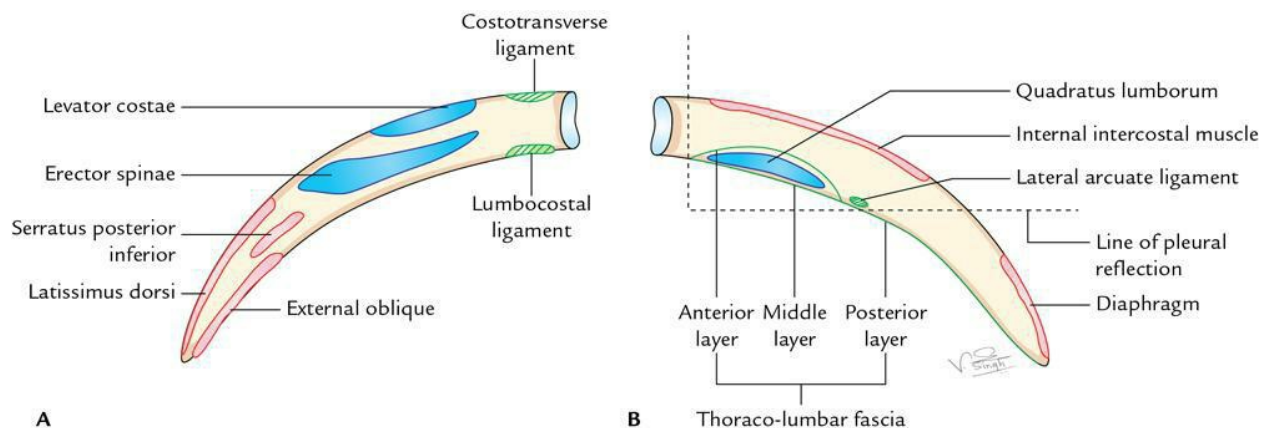 Costotransverse
ligament
Levator costae
Erector spinae
Lumbocostal
ligament
Serratus posterior
inferior
Latissimus dorsi
External oblique
A
Quadratus lumborum
Internal intercostal muscle
Lateral arcuate ligament
Line of pleural
reflection
Diaphragm
Anterior
layer
Middle
layer
Posterior
layer
Thoraco-lumbar fascia
V. Singh
B